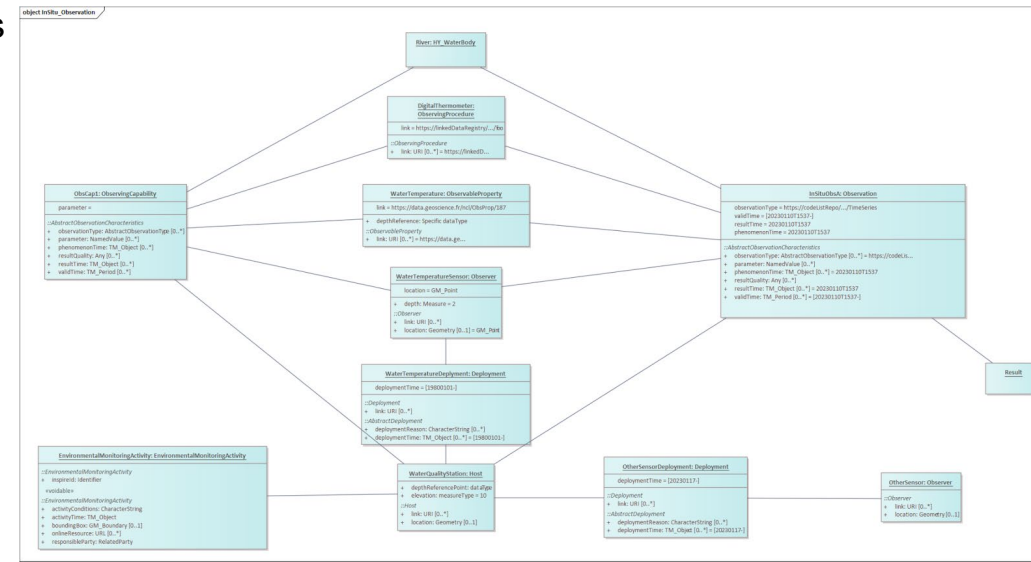 s
object InSitu_Observation
River: HY_WaterBody
DigitalThermometer:
ObservingProcedure
link = https://linkedDataRegistry/.../
::ObservingProcedure
+ link: URI [0..*] = https://linkedD...
ObsCap1: ObservingCapability
parameter =
::AbstractObservationCharacteristics
+ observationType: AbstractObservationType [0..*]
+ parameter: NamedValue [0..*]
+ phenomenonTime: TM_Object [0..*]
+ resultQuality: Any [0..*]
+ resultTime: TM_Object [0..*]
+ validTime: TM_Period [0..*]
WaterTemperature: ObservableProperty
link = https://data.geoscience.fr/ncl/ObsProp/187
+ depthReference: Specific dataType
::ObservableProperty
+ link: URI [0..*] = https://data.ge...
InSituObsA: Observation
observationType = https://codeListRepo/.../TimeSeries
validTime = [20230110T1537-]
resultTime = 20230110T1537
phenomenonTime = 20230110T1537
::AbstractObservationCharacteristics
+ observationType: AbstractObservationType [0..*] = https://codeLis...
+ parameter: NamedValue [0..*]
+ phenomenonTime: TM_Object [0..*] = 20230110T1537
+ resultQuality: Any [0..*]
+ resultTime: TM_Object [0..*] = 20230110T1537
+ validTime: TM_Period [0..*] = [20230110T1537-]
WaterTemperatureSensor: Observer
location = GM_Point
+ depth: Measure = 2
::Observer
+ link: URI [0..*]
+ location: Geometry [0..1] = GM_Point
Result
WaterTemperatureDeplyment: Deployment
deploymentTime = [19800101-]
::Deployment
+ link: URI [0..*]
::AbstractDeployment
+ deploymentReason: CharacterString [0..*]
+ deploymentTime: TM_Object [0..*] = [19800101-]
EnvironmentalMonitoringActivity: EnvironmentalMonitoringActivity
::EnvironmentalMonitoringActivity
+ inspireId: identifier
«voidable»
::EnvironmentalMonitoringActivity
+ activityConditions: CharacterString
+ activityTime: TM_Object
+ boundingBox: GM_Boundary [0..1]
+ onlineResource: URL [0..*]
+ responsibleParty: RelatedParty
WaterQualityStation: Host
+ depthReferencePoint: dataType
+ elevation: measureType = 10
::Host
+ link: URI [0..*]
+ location: Geometry [0..1]
OtherSensorDeployment: Deployment
deploymentTime = [20230117-]
::Deployment
+ link: URI [0..*]
::AbstractDeployment
+ deploymentReason: CharacterString [0..*]
+ deploymentTime: TM_Object [0..*] = [20230117-]
OtherSensor: Observer
::Observer
+ link: URI [0..*]
+ location: Geometry [0..1]